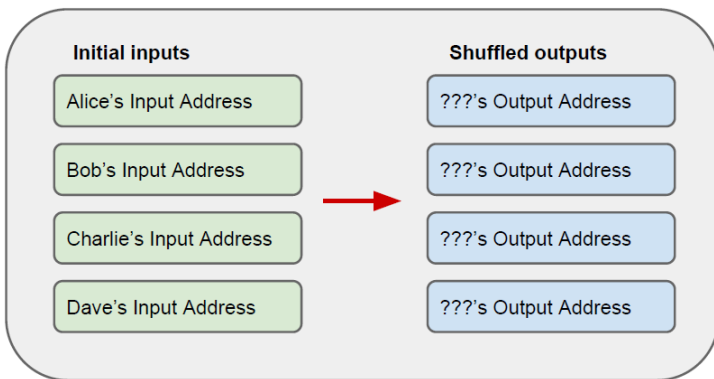 Initial inputs
Alice’s Input Address
Bob’s Input Address
Charlie’s Input Address
Dave’s Input Address
Shuffled outputs
???’s Output Address
???’s Output Address
???’s Output Address
???’s Output Address